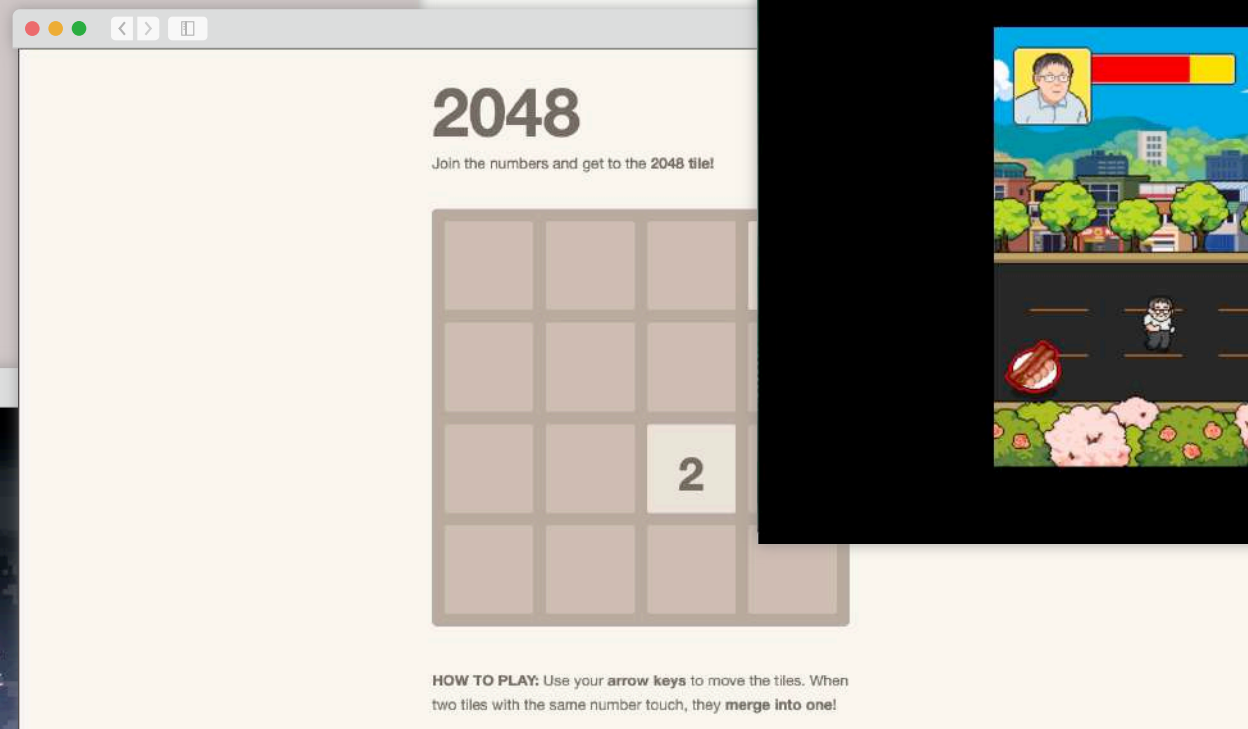 2048
Join the numbers and get to the 2048 tile!
2
HOW TO PLAY: Use your arrow keys to move the tiles. When
two tiles with the same number touch, they merge into one!